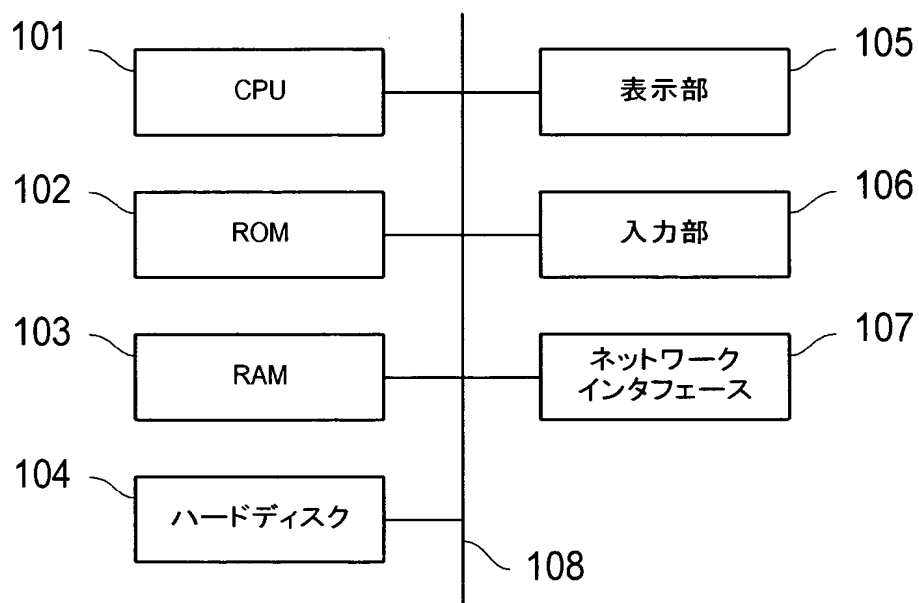 101
CPU
102
ROM
103
RAM
104
ハードディスク
105
表示部
106
入力部
107
ネットワーク
インタフェース
108